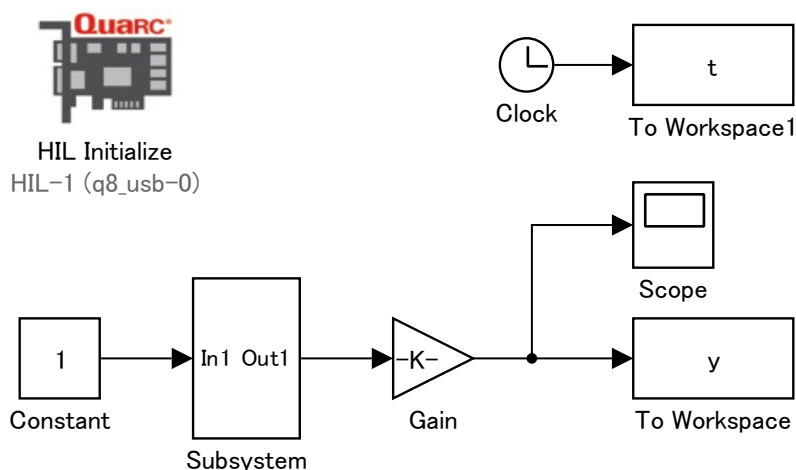 QUARC
HIL Initialize
HIL-1 (q8_usb-0)
Clock
t
To Workspace1
Scope
1
Constant
In1 Out1
Subsystem
-K-
Gain
y
To Workspace